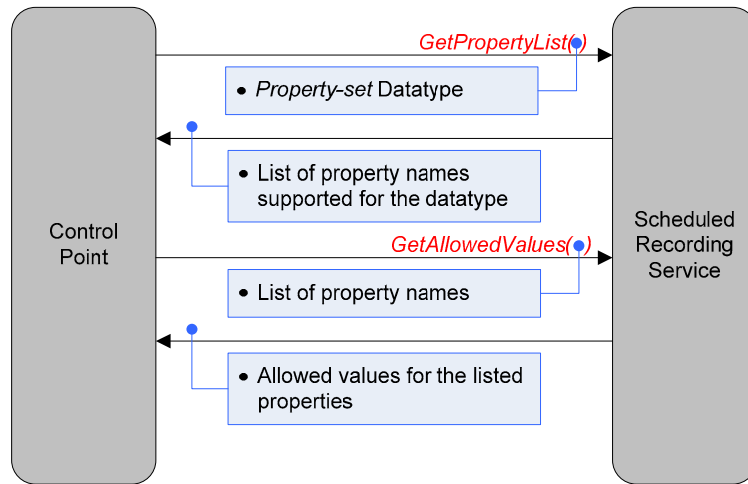 GetPropertyList( )
• Property-set Datatype
• List of property names
supported for the datatype
Control
Point
Scheduled
Recording
Service
GetAllowedValues( )
• List of property names
• Allowed values for the listed
properties